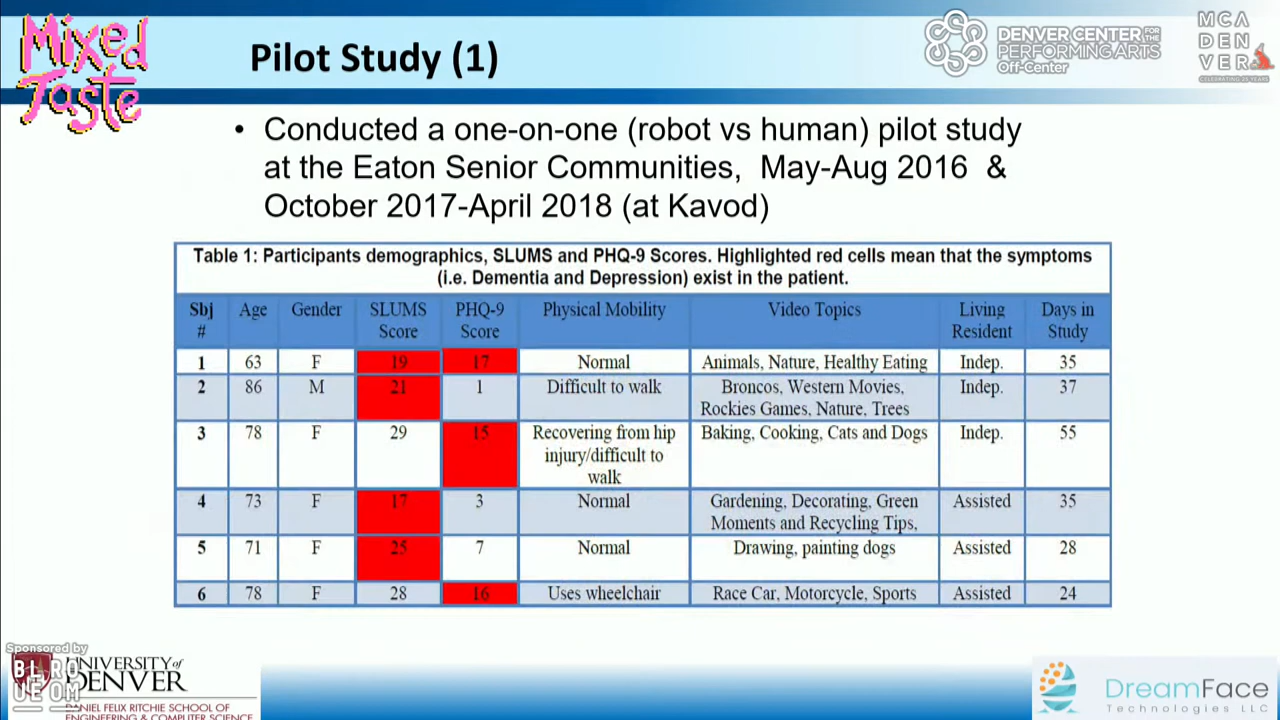 Mixed Taste
Pilot Study (1)
DENVER CENTER FOR THE
PERFORMING ARTS
Off-Center
MCA
DEN
VER
CELEBRATING 25 YEARS
• Conducted a one-on-one (robot vs human) pilot study
at the Eaton Senior Communities, May-Aug 2016 &
October 2017-April 2018 (at Kavod)
Table 1: Participants demographics, SLUMS and PHQ-9 Scores. Highlighted red cells mean that the symptoms
(i.e. Dementia and Depression) exist in the patient.
Sbj # Age Gender SLUMS Score PHQ-9 Score Physical Mobility Video Topics Living Resident Days in Study
1 63 F 19 17 Normal Animals, Nature, Healthy Eating Indep. 35
2 86 M 21 1 Difficult to walk Broncos, Western Movies, Rockies Games, Nature, Trees Indep. 37
3 78 F 29 15 Recovering from hip injury/difficult to walk Baking, Cooking, Cats and Dogs Indep. 55
4 73 F 17 3 Normal Gardening, Decorating, Green Moments and Recycling Tips, Assisted 35
5 71 F 25 7 Normal Drawing, painting dogs Assisted 28
6 78 F 28 16 Uses wheelchair Race Car, Motorcycle, Sports Assisted 24
Sponsored by
BL RO
UE OM
UNIVERSITY of
DENVER
DANIEL FELIX RITCHIE SCHOOL OF
ENGINEERING & COMPUTER SCIENCE
DreamFace
Technologies LLC